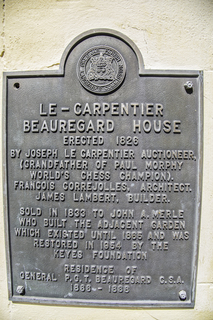 LE-CARPENTIER
BEAUREGARD HOUSE
ERECTED 1826
BY JOSEPH LE CARPENTIER AUCTIONEER,
(GRANDFATHER OF PAUL MORPHY
WORLD'S CHESS CHAMPION).
FRANCOIS CORREJOLLES, ARCHITECT.
JAMES LAMBERT, BUILDER.
SOLD IN 1833 TO JOHN A. MERLE
WHO BUILT THE ADJACENT GARDEN
WHICH EXISTED UNTIL 1865 AND WAS
RESTORED IN 1954 BY THE
KEYES FOUNDATION
RESIDENCE OF
GENERAL P.G.T. BEAUREGARD C.S.A.
1866 - 1868